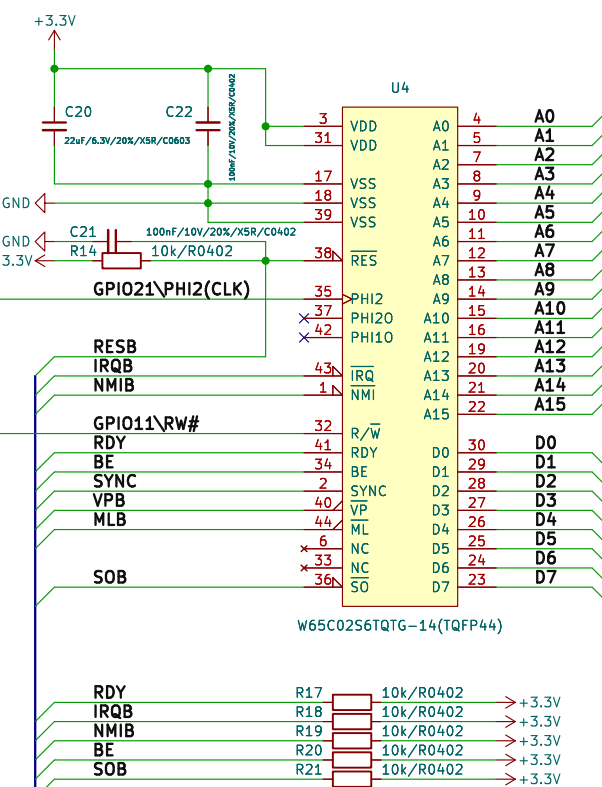 +3.3V
U4
C20
22uF/6.3V/20%/X5R/C0603
C22
100nF/10V/20%/X5R/C0402
3 VDD A0 4 A0
31 VDD A1 5 A1
A2 7 A2
17 VSS A3 8 A3
GND 18 VSS A4 9 A4
39 VSS A5 10 A5
GND C21 100nF/10V/20%/X5R/C0402 A6 11 A6
3.3V R14 10k/R0402 38 RES A7 12 A7
A8 13 A8
GPIO21\PHI2(CLK) 35 PHI2 A9 14 A9
37 PHI2O A10 15 A10
42 PHI1O A11 16 A11
RESB A12 19 A12
IRQB 43 IRQ A13 20 A13
NMIB 1 NMI A14 21 A14
A15 22 A15
GPIO11\RW# 32 R/W
RDY 41 RDY D0 30 D0
BE 34 BE D1 29 D1
SYNC 2 SYNC D2 28 D2
VPB 40 VP D3 27 D3
MLB 44 ML D4 26 D4
6 NC D5 25 D5
33 NC D6 24 D6
SOB 36 SO D7 23 D7
W65C02S6TQTG-14(TQFP44)
RDY R17 10k/R0402 +3.3V
IRQB R18 10k/R0402 +3.3V
NMIB R19 10k/R0402 +3.3V
BE R20 10k/R0402 +3.3V
SOB R21 10k/R0402 +3.3V